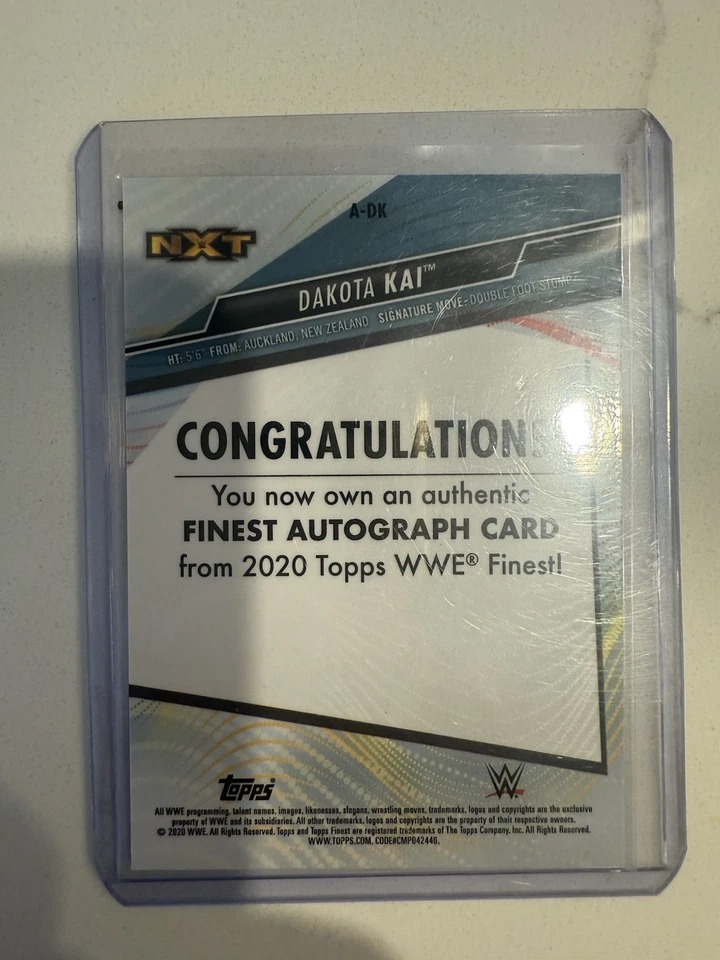 A-DK
NXT
DAKOTA KAI™
HT: 5'6" FROM: AUCKLAND, NEW ZEALAND SIGNATURE MOVE: DOUBLE FOOT STOMP
CONGRATULATIONS
You now own an authentic
FINEST AUTOGRAPH CARD
from 2020 Topps WWE® Finest!
topps®
W
All WWE programming, talent names, images, likenesses, slogans, wrestling moves, trademarks, logos and copyrights are the exclusive
property of WWE and its subsidiaries. All other trademarks, logos and copyrights are the property of their respective owners.
© 2020 WWE. All Rights Reserved. Topps and Topps Finest are registered trademarks of The Topps Company, Inc. All Rights Reserved.
WWW.TOPPS.COM. CODE#CMP042446.